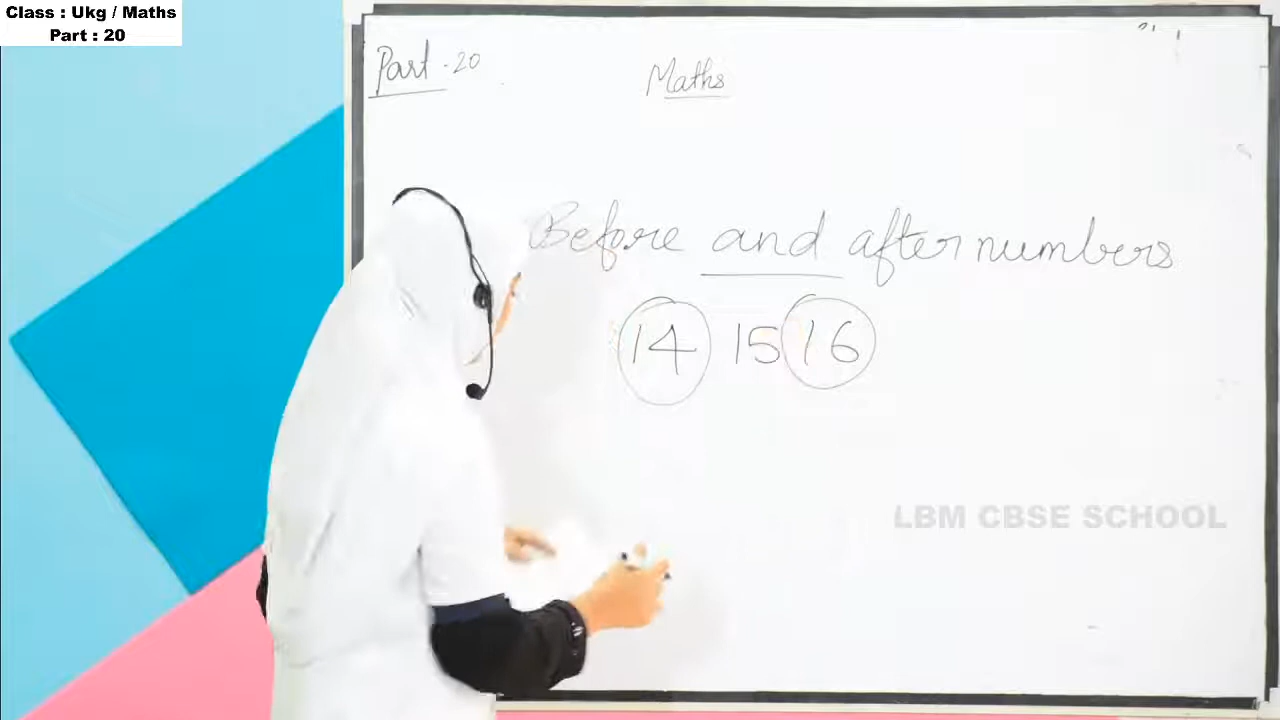 Class : Ukg / Maths
Part : 20
Part - 20
Maths
Before and after numbers
14 15 16
LBM CBSE SCHOOL